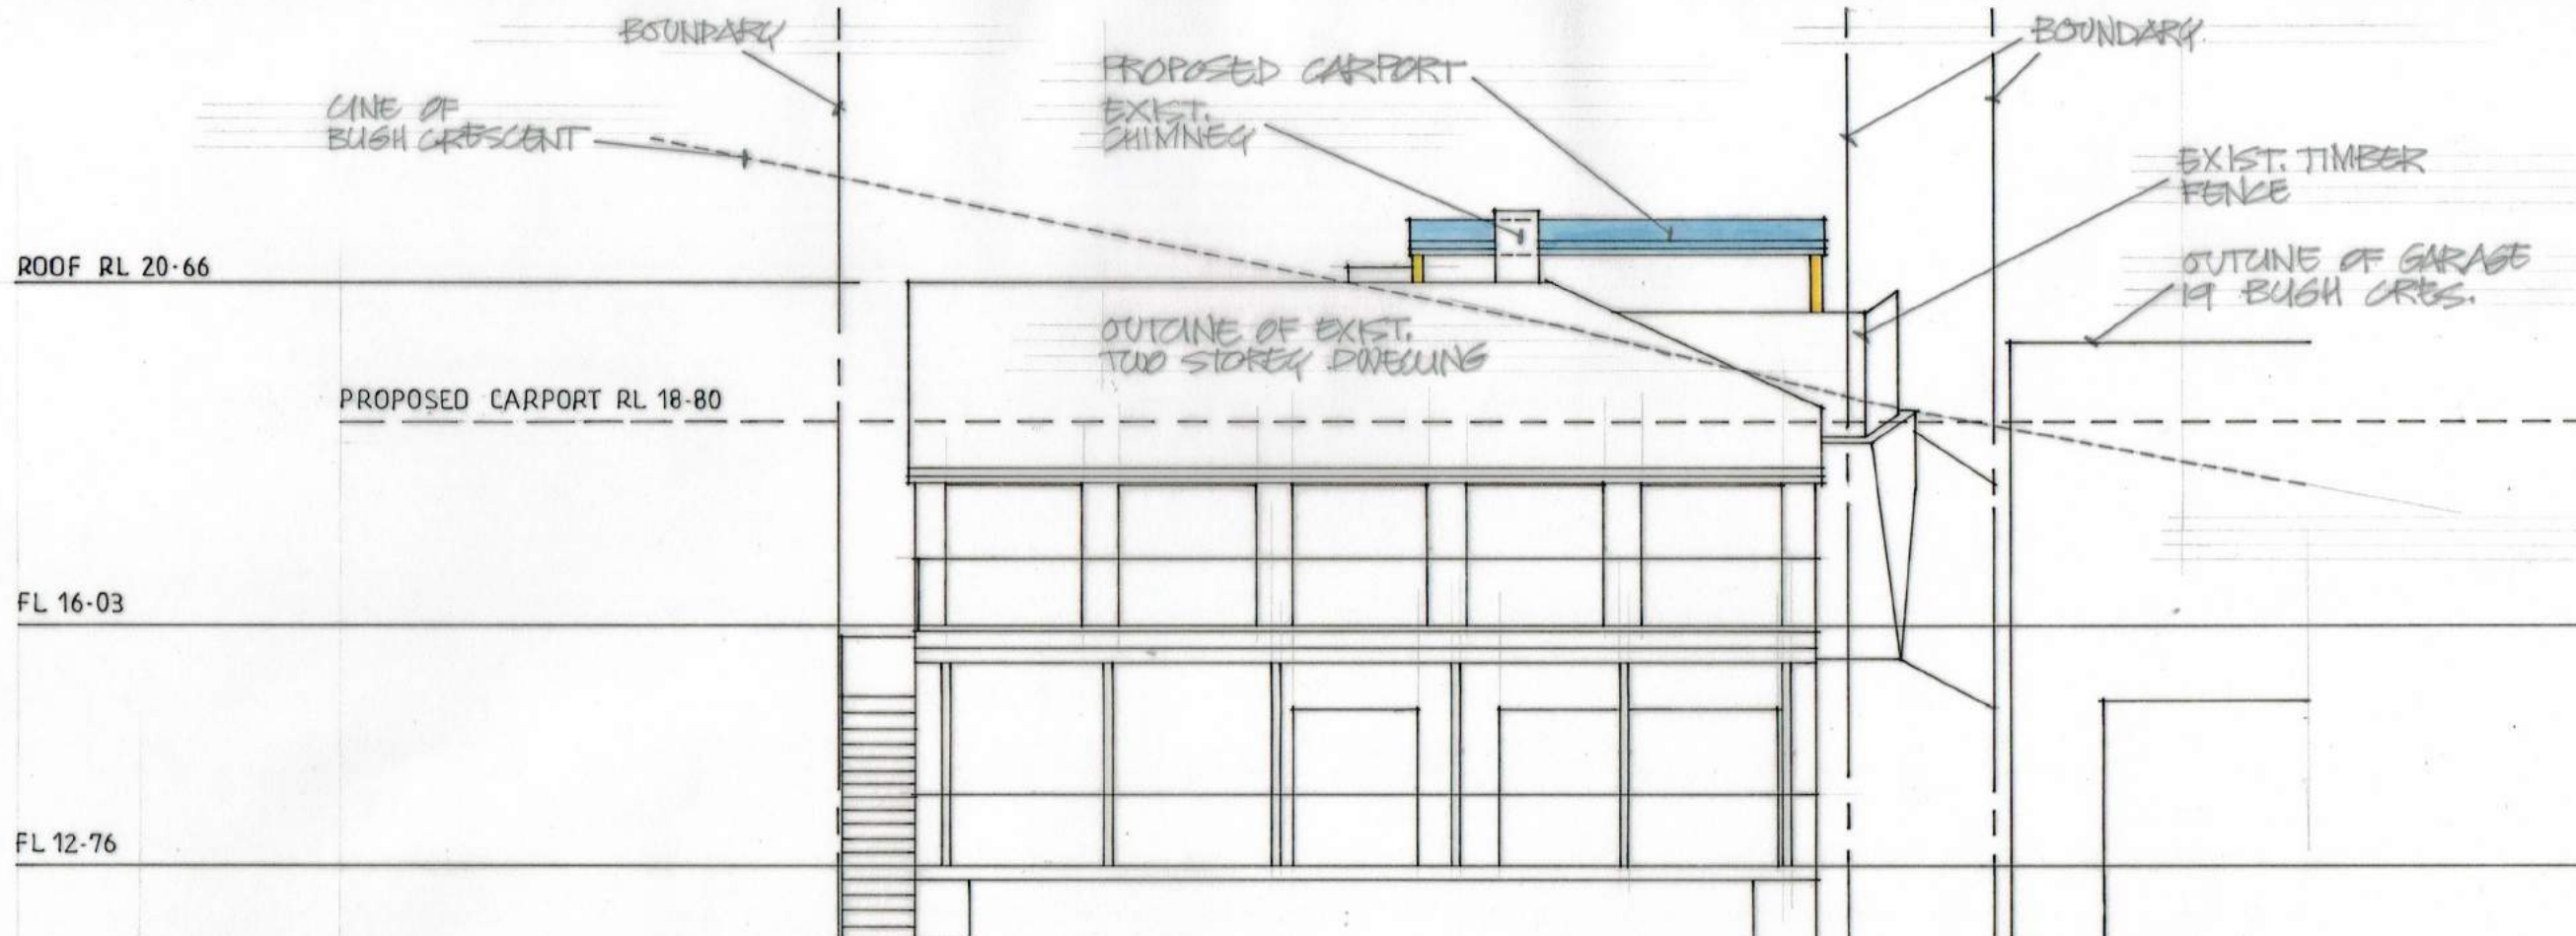 BOUNDARY
BOUNDARY.
PROPOSED CARPORT
LINE OF
BUSH CRESCENT
EXIST.
CHIMNEY
EXIST. TIMBER
FENCE
ROOF RL 20·66
OUTLINE OF GARAGE
19 BUSH CRES.
OUTLINE OF EXIST.
TWO STOREY DWELLING
PROPOSED CARPORT RL 18·80
FL 16·03
FL 12·76